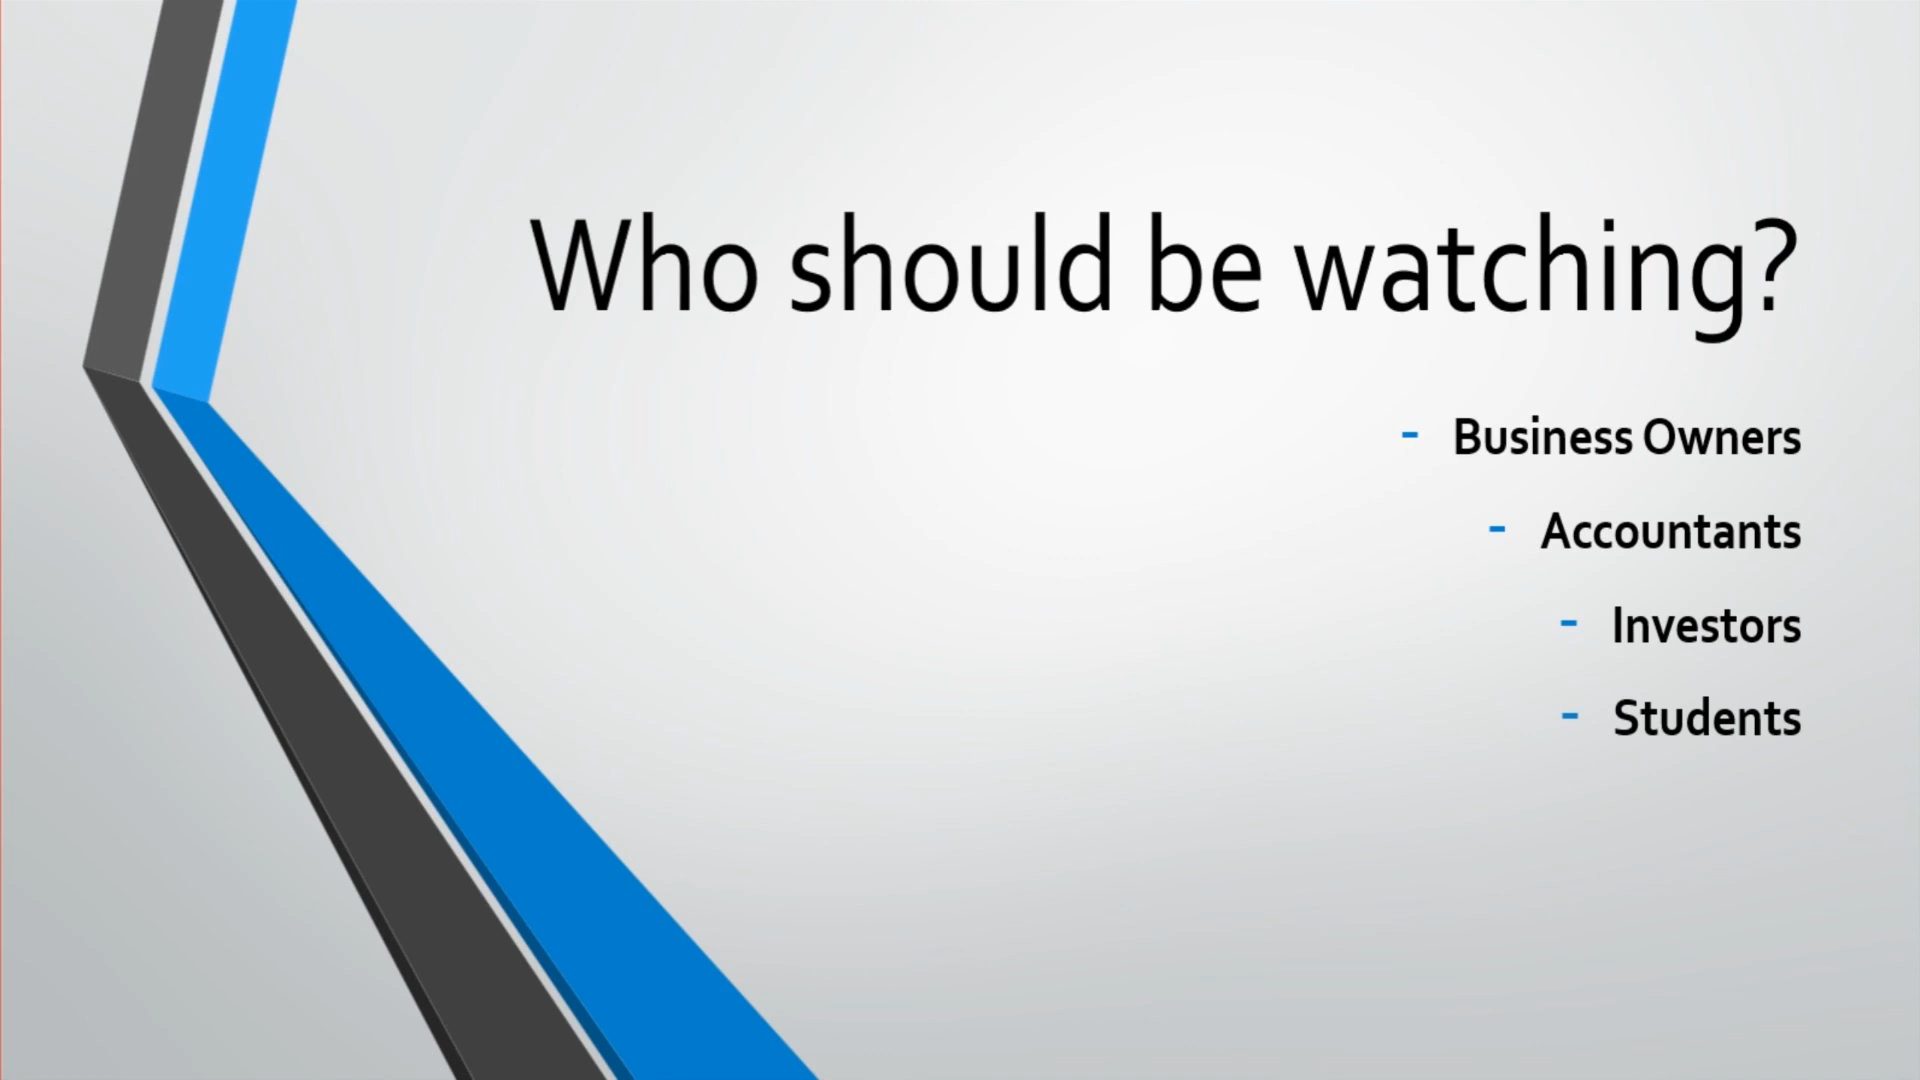 Who should be watching?
- Business Owners
- Accountants
- Investors
- Students